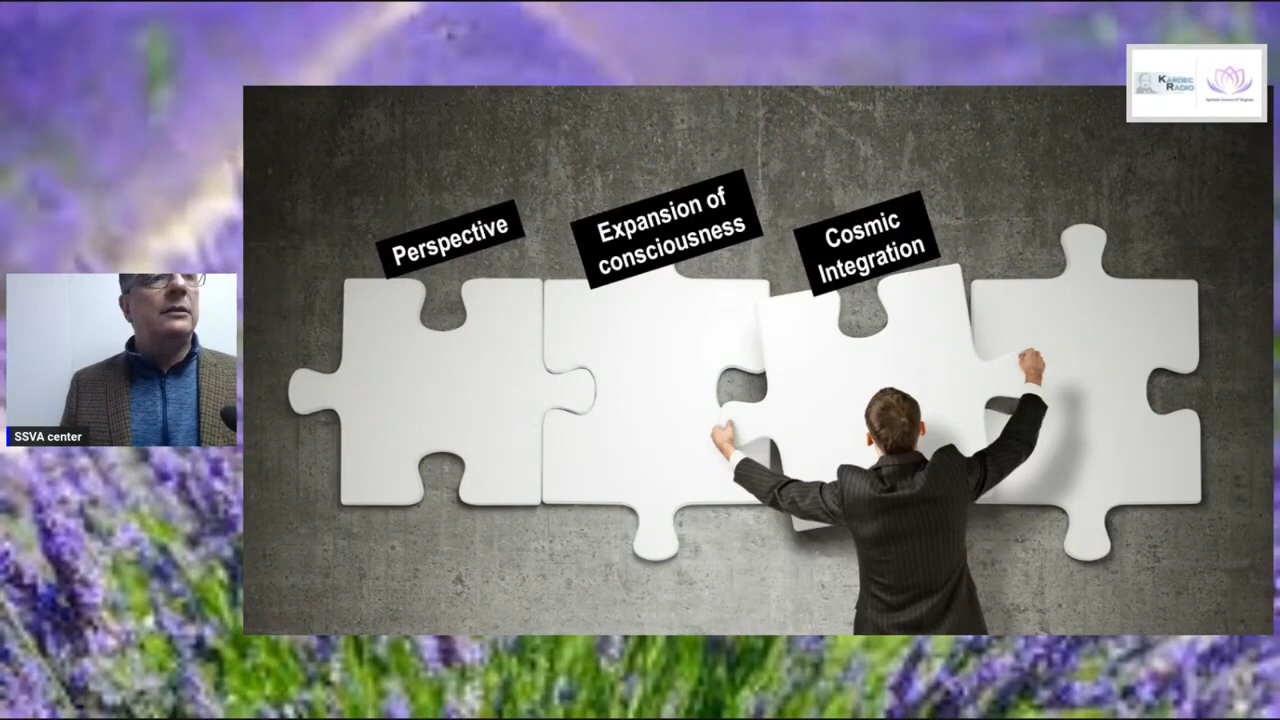 KARDEC
RADIO
Perspective
Expansion of
consciousness
Cosmic
Integration
SSVA center